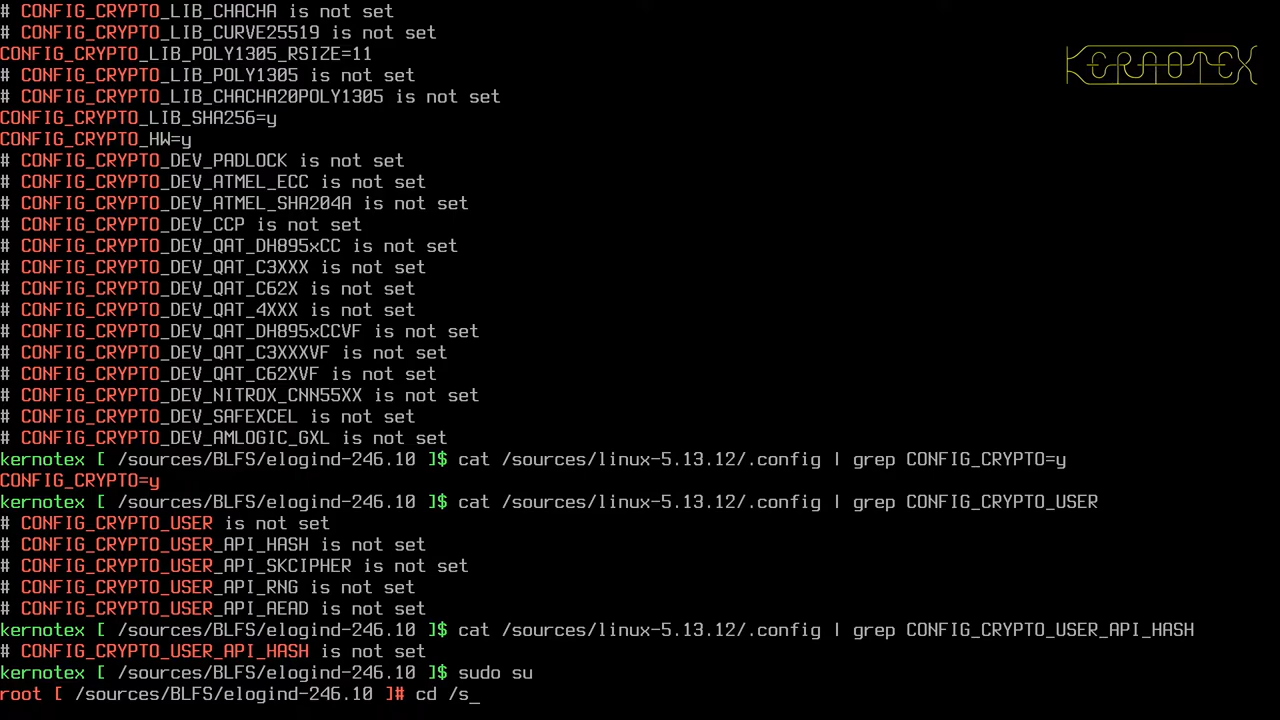 # CONFIG_CRYPTO_LIB_CHACHA is not set
# CONFIG_CRYPTO_LIB_CURVE25519 is not set
CONFIG_CRYPTO_LIB_POLY1305_RSIZE=11
# CONFIG_CRYPTO_LIB_POLY1305 is not set
# CONFIG_CRYPTO_LIB_CHACHA20POLY1305 is not set
CONFIG_CRYPTO_LIB_SHA256=y
CONFIG_CRYPTO_HW=y
# CONFIG_CRYPTO_DEV_PADLOCK is not set
# CONFIG_CRYPTO_DEV_ATMEL_ECC is not set
# CONFIG_CRYPTO_DEV_ATMEL_SHA204A is not set
# CONFIG_CRYPTO_DEV_CCP is not set
# CONFIG_CRYPTO_DEV_QAT_DH895xCC is not set
# CONFIG_CRYPTO_DEV_QAT_C3XXX is not set
# CONFIG_CRYPTO_DEV_QAT_C62X is not set
# CONFIG_CRYPTO_DEV_QAT_4XXX is not set
# CONFIG_CRYPTO_DEV_QAT_DH895xCCVF is not set
# CONFIG_CRYPTO_DEV_QAT_C3XXXVF is not set
# CONFIG_CRYPTO_DEV_QAT_C62XVF is not set
# CONFIG_CRYPTO_DEV_NITROX_CNN55XX is not set
# CONFIG_CRYPTO_DEV_SAFEXCEL is not set
# CONFIG_CRYPTO_DEV_AMLOGIC_GXL is not set
kernotex [ /sources/BLFS/elogind-246.10 ]$ cat /sources/linux-5.13.12/.config | grep CONFIG_CRYPTO=y
CONFIG_CRYPTO=y
kernotex [ /sources/BLFS/elogind-246.10 ]$ cat /sources/linux-5.13.12/.config | grep CONFIG_CRYPTO_USER
# CONFIG_CRYPTO_USER is not set
# CONFIG_CRYPTO_USER_API_HASH is not set
# CONFIG_CRYPTO_USER_API_SKCIPHER is not set
# CONFIG_CRYPTO_USER_API_RNG is not set
# CONFIG_CRYPTO_USER_API_AEAD is not set
kernotex [ /sources/BLFS/elogind-246.10 ]$ cat /sources/linux-5.13.12/.config | grep CONFIG_CRYPTO_USER_API_HASH
# CONFIG_CRYPTO_USER_API_HASH is not set
kernotex [ /sources/BLFS/elogind-246.10 ]$ sudo su
root [ /sources/BLFS/elogind-246.10 ]# cd /s_
KERNOTEX